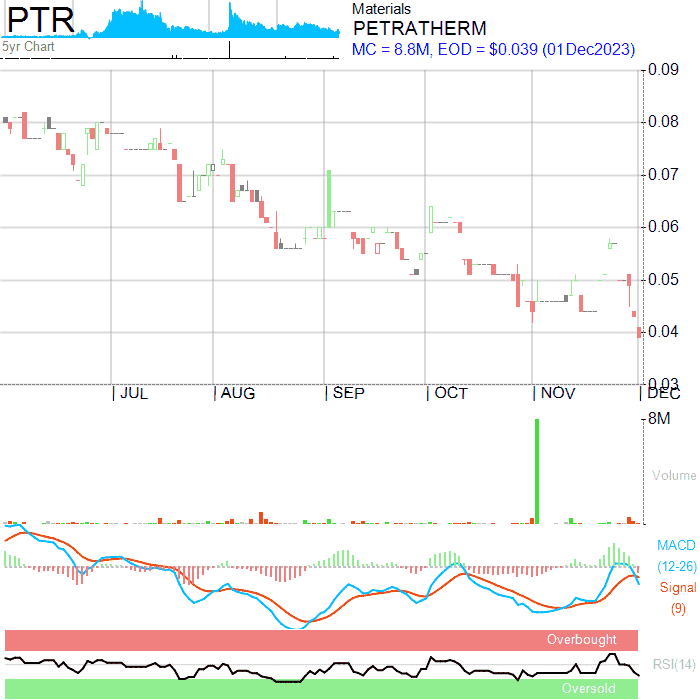 PTR
5yr Chart
Materials
PETRATHERM
MC = 8.8M, EOD = $0.039 (01Dec2023)
0.09
0.08
0.07
0.06
0.05
0.04
0.03
JUL AUG SEP OCT NOV DEC
8M
Volume
MACD
(12-26)
Signal
(9)
Overbought
RSI(14)
Oversold